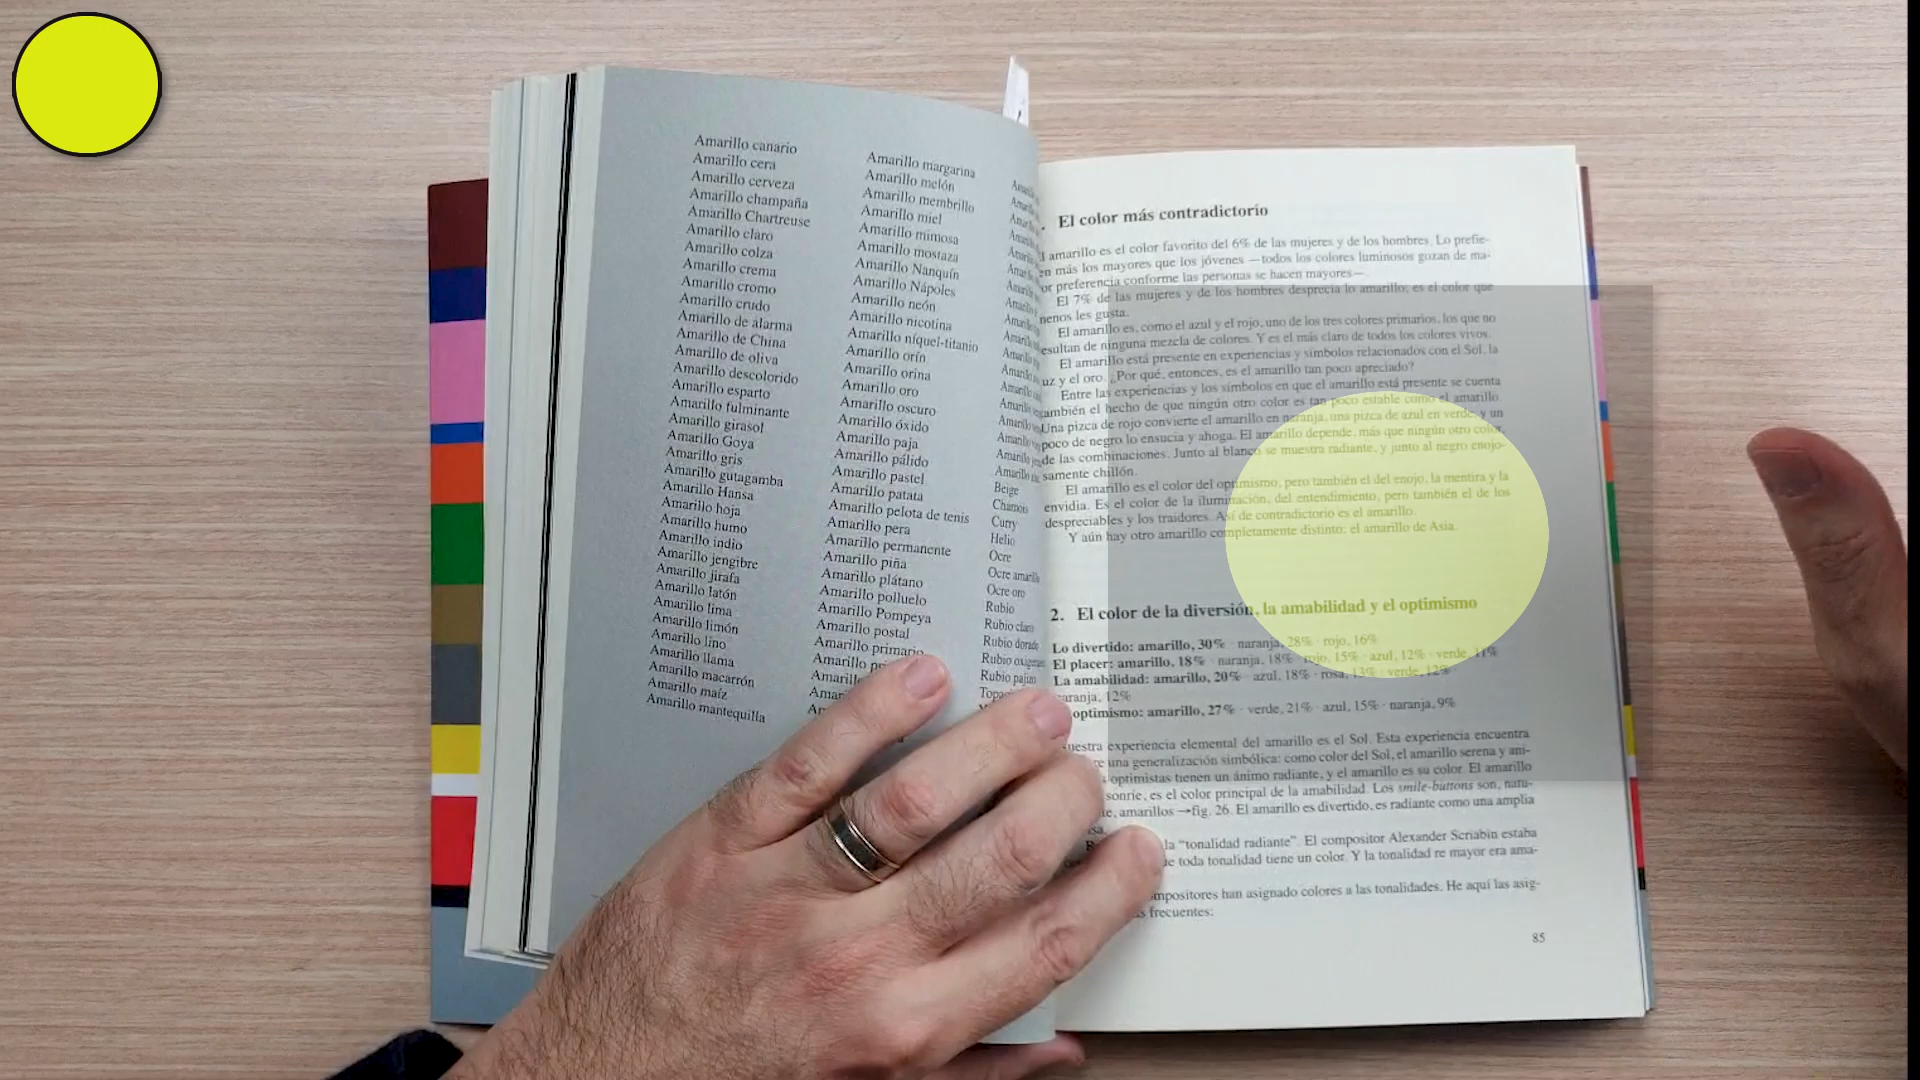 Amarillo canario
Amarillo cera
Amarillo cerveza
Amarillo champaña
Amarillo Chartreuse
Amarillo claro
Amarillo colza
Amarillo crema
Amarillo cromo
Amarillo crudo
Amarillo de alarma
Amarillo de China
Amarillo de oliva
Amarillo descolorido
Amarillo esparto
Amarillo fulminante
Amarillo girasol
Amarillo Goya
Amarillo gris
Amarillo gutagamba
Amarillo Hansa
Amarillo hoja
Amarillo humo
Amarillo indio
Amarillo jengibre
Amarillo jirafa
Amarillo latón
Amarillo lima
Amarillo limón
Amarillo lino
Amarillo llama
Amarillo macarrón
Amarillo maíz
Amarillo mantequilla
Amarillo margarina
Amarillo melón
Amarillo membrillo
Amarillo miel
Amarillo mimosa
Amarillo mostaza
Amarillo Nanquín
Amarillo Nápoles
Amarillo neón
Amarillo nicotina
Amarillo níquel-titanio
Amarillo orín
Amarillo orina
Amarillo oro
Amarillo oscuro
Amarillo óxido
Amarillo paja
Amarillo pálido
Amarillo pastel
Amarillo patata
Amarillo pelota de tenis
Amarillo pera
Amarillo permanente
Amarillo piña
Amarillo plátano
Amarillo polluelo
Amarillo Pompeya
Amarillo postal
Amarillo primario
Amarillo
Beige
Chamois
Curry
Helio
Ocre
Ocre amarillo
Ocre oro
Rubio
Rubio claro
Rubio dorado
Rubio pajizo
El color más contradictorio
amarillo es el color favorito del 6% de las mujeres y de los hombres. Lo prefie-
en más los mayores que los jóvenes —todos los colores luminosos gozan de ma-
or preferencia conforme las personas se hacen mayores—.
El 7% de las mujeres y de los hombres desprecia lo amarillo; es el color que
menos les gusta.
El amarillo es, como el azul y el rojo, uno de los tres colores primarios, los que no
esultan de ninguna mezcla de colores. Y es el más claro de todos los colores vivos.
El amarillo está presente en experiencias y símbolos relacionados con el Sol, la
uz y el oro. ¿Por qué, entonces, es el amarillo tan poco apreciado?
Entre las experiencias y los símbolos en que el amarillo está presente se cuenta
también el hecho de que ningún otro color es tan poco estable como el amarillo.
Una pizca de rojo convierte el amarillo en naranja, una pizca de azul en verde, y un
poco de negro lo ensucia y ahoga. El amarillo depende, más que ningún otro color,
de las combinaciones. Junto al blanco se muestra radiante, y junto al negro enojo-
samente chillón.
El amarillo es el color del optimismo, pero también el del enojo, la mentira y la
envidia. Es el color de la iluminación, del entendimiento, pero también el de los
despreciables y los traidores. Así de contradictorio es el amarillo.
Y aún hay otro amarillo completamente distinto: el amarillo de Asia.
2. El color de la diversión, la amabilidad y el optimismo
Lo divertido: amarillo, 30% · naranja, 28% · rojo, 16%
El placer: amarillo, 18% · naranja, 18% · rojo, 15% · azul, 12% · verde, 11%
La amabilidad: amarillo, 20% · azul, 18% · rosa, 13% · verde, 12%
naranja, 12%
optimismo: amarillo, 27% · verde, 21% · azul, 15% · naranja, 9%
uestra experiencia elemental del amarillo es el Sol. Esta experiencia encuentra
re una generalización simbólica: como color del Sol, el amarillo serena y ani-
optimistas tienen un ánimo radiante, y el amarillo es su color. El amarillo
sonríe, es el color principal de la amabilidad. Los smile-buttons son, natu-
te, amarillos →fig. 26. El amarillo es divertido, es radiante como una amplia
sa.
la "tonalidad radiante". El compositor Alexander Scriabin estaba
ue toda tonalidad tiene un color. Y la tonalidad re mayor era ama-
mpositores han asignado colores a las tonalidades. He aquí las asig-
s frecuentes:
85